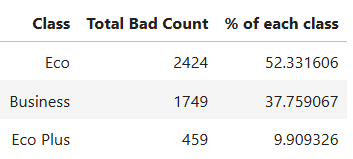 Class Total Bad Count % of each class
Eco 2424 52.331606
Business 1749 37.759067
Eco Plus 459 9.909326